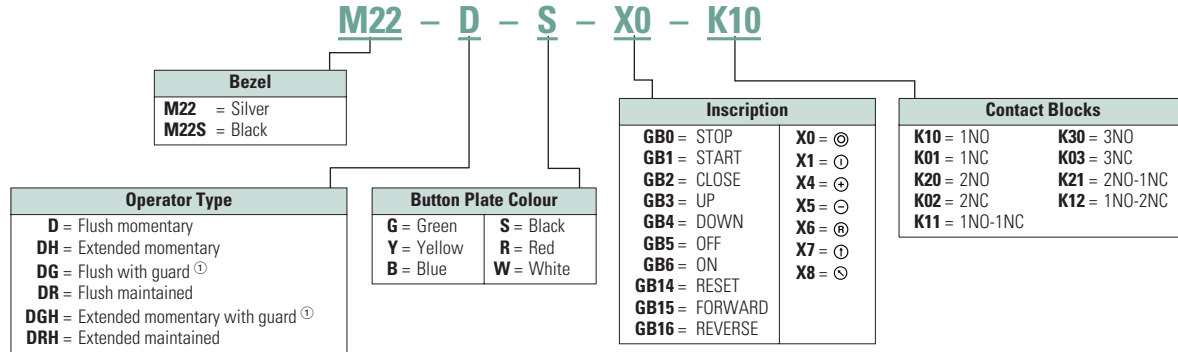 M22 – D – S – X0 – K10
Bezel
M22 = Silver
M22S = Black
Operator Type
D = Flush momentary
DH = Extended momentary
DG = Flush with guard ①
DR = Flush maintained
DGH = Extended momentary with guard ①
DRH = Extended maintained
Button Plate Colour
G = Green
Y = Yellow
B = Blue
S = Black
R = Red
W = White
Inscription
GB0 = STOP
GB1 = START
GB2 = CLOSE
GB3 = UP
GB4 = DOWN
GB5 = OFF
GB6 = ON
GB14 = RESET
GB15 = FORWARD
GB16 = REVERSE
X0 = ⌾
X1 = ⏼
X4 = ⊕
X5 = ⊖
X6 = Ⓡ
X7 = ⦶
X8 = ⦸
Contact Blocks
K10 = 1NO
K01 = 1NC
K20 = 2NO
K02 = 2NC
K11 = 1NO-1NC
K30 = 3NO
K03 = 3NC
K21 = 2NO-1NC
K12 = 1NO-2NC